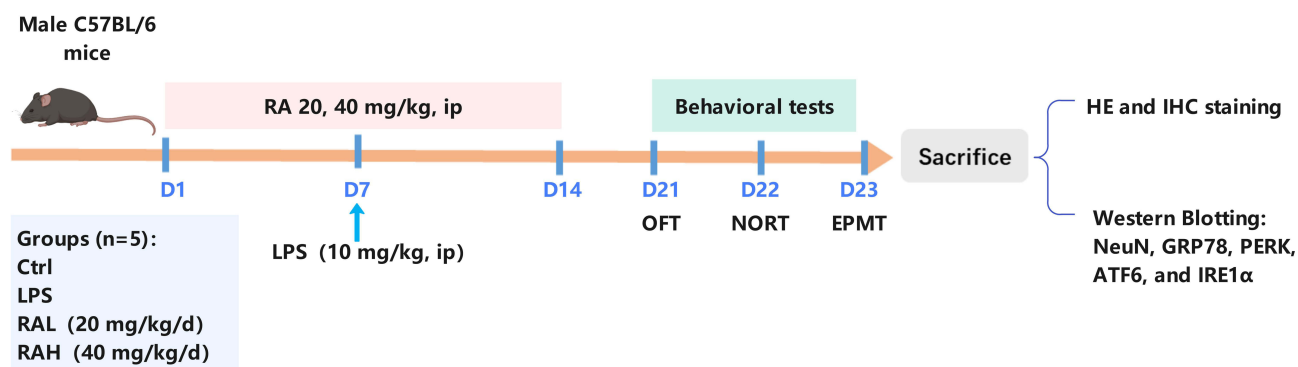 Male C57BL/6
mice
RA 20, 40 mg/kg, ip
Behavioral tests
D1
D7
D14
D21
D22
D23
OFT
NORT
EPMT
LPS (10 mg/kg, ip)
Groups (n=5):
Ctrl
LPS
RAL (20 mg/kg/d)
RAH (40 mg/kg/d)
Sacrifice
HE and IHC staining
Western Blotting:
NeuN, GRP78, PERK,
ATF6, and IRE1α